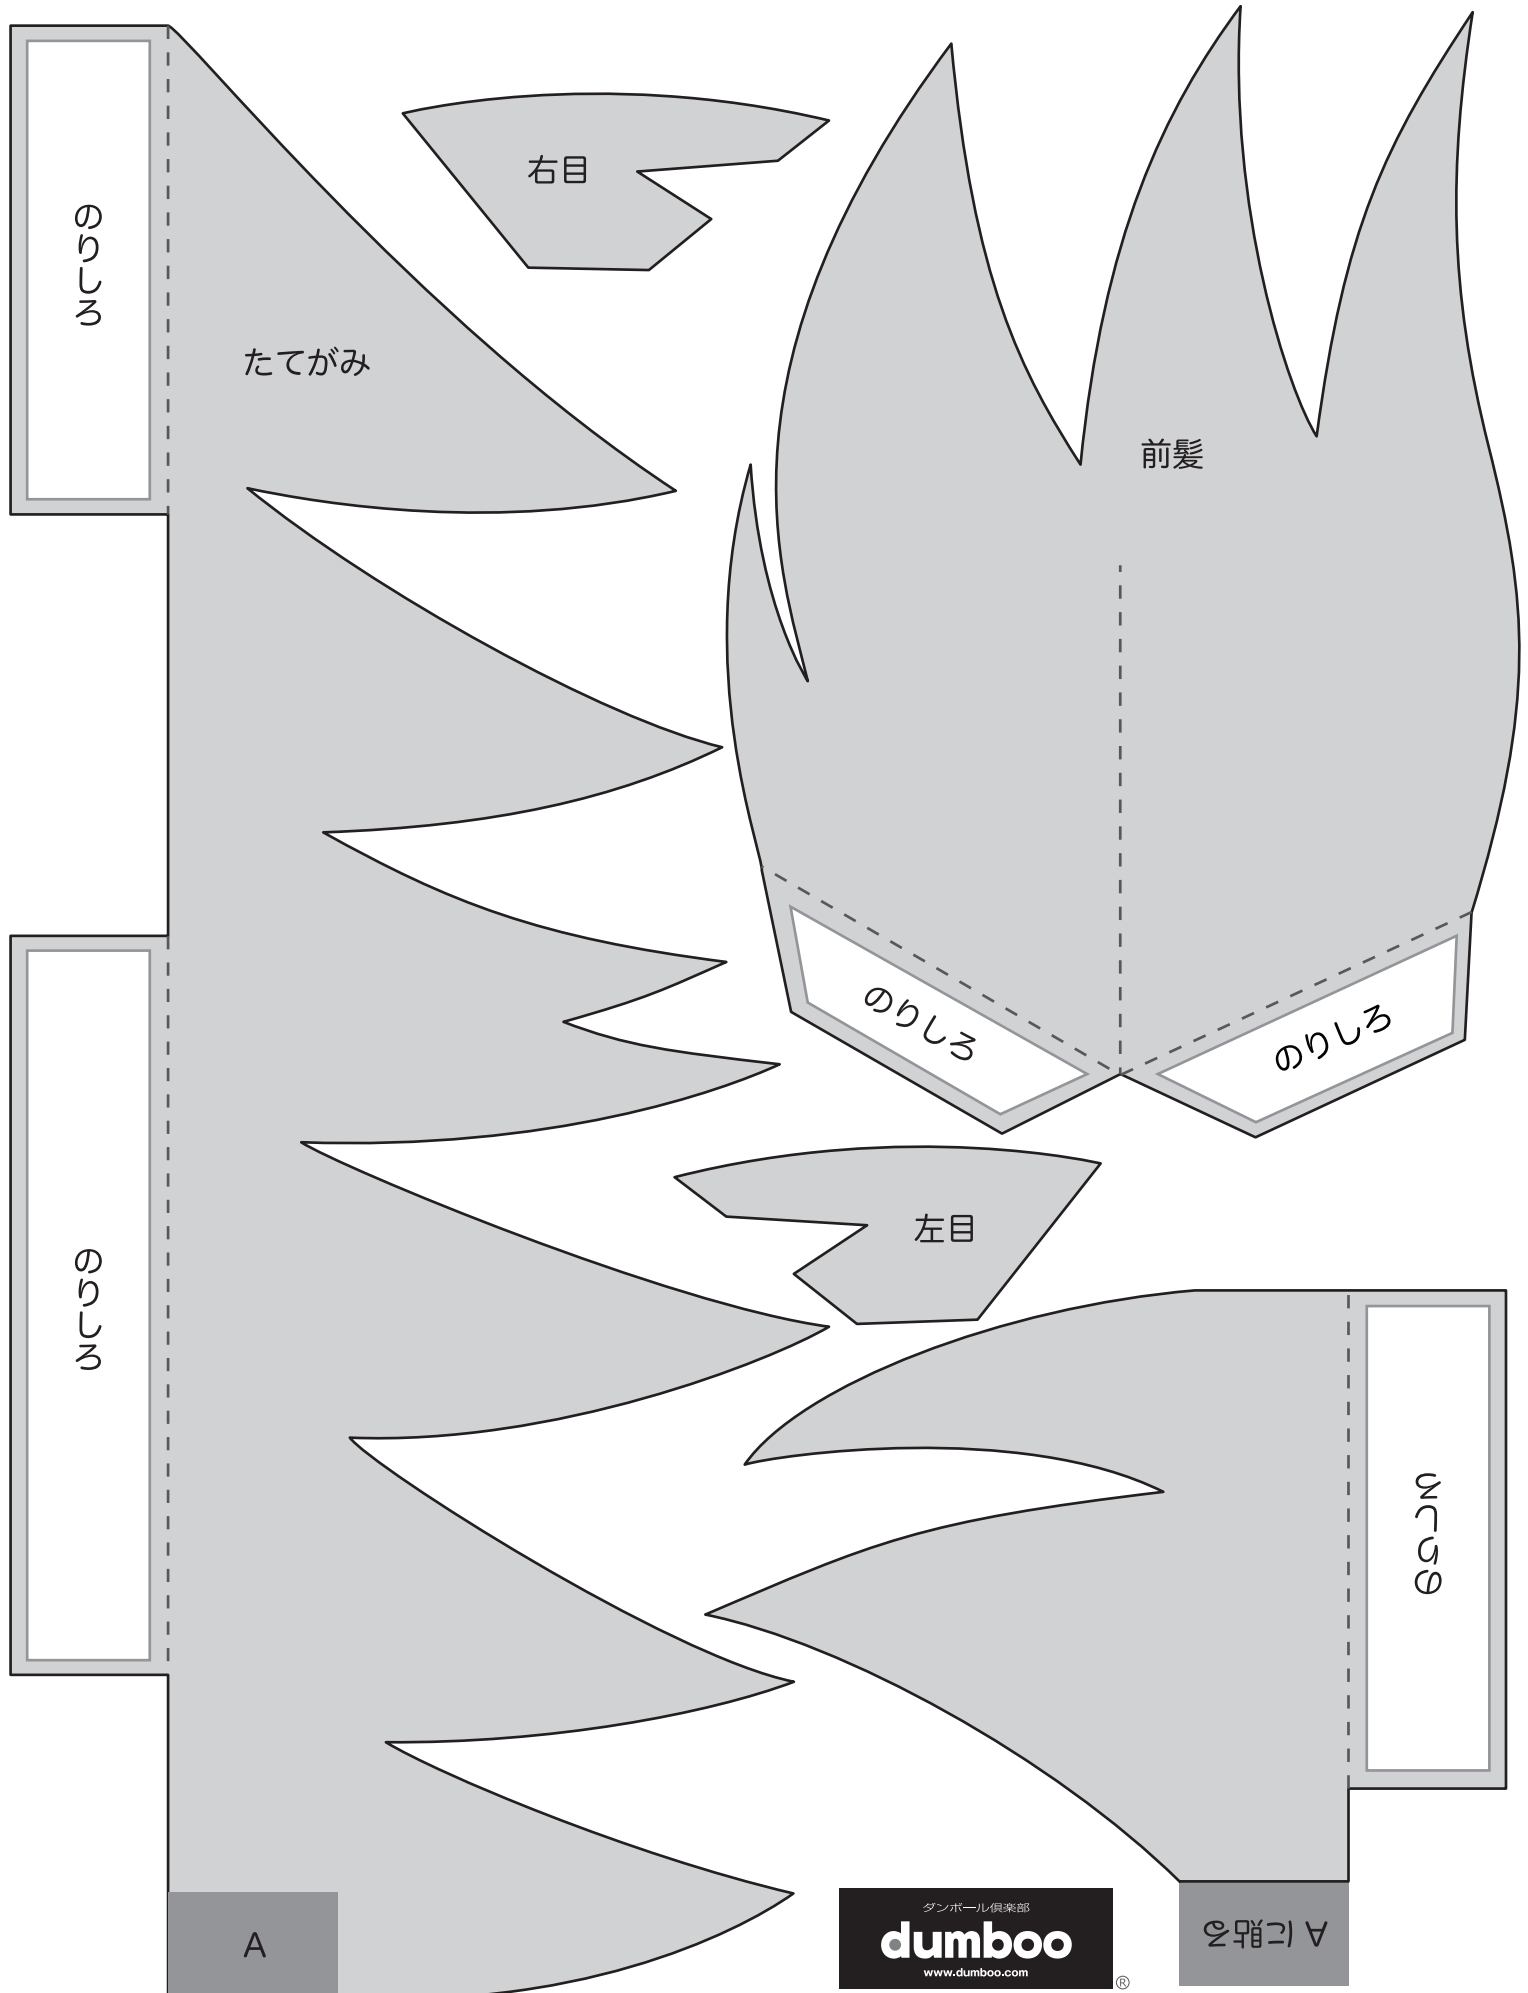 のりしろ
たてがみ
右目
前髪
のりしろ
のりしろ
のりしろ
左目
のりしろ
A
ダンボール倶楽部
dumboo
www.dumboo.com
®
A に貼る